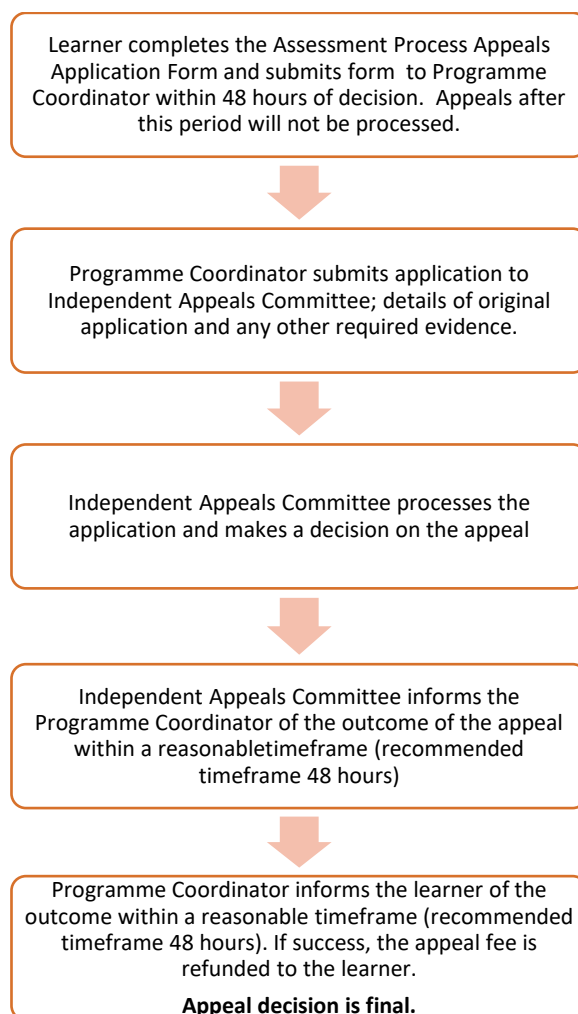 Learner completes the Assessment Process Appeals
Application Form and submits form  to Programme
Coordinator within 48 hours of decision.  Appeals after
this period will not be processed.
Programme Coordinator submits application to
Independent Appeals Committee; details of original
application and any other required evidence.
Independent Appeals Committee processes the
application and makes a decision on the appeal
Independent Appeals Committee informs the
Programme Coordinator of the outcome of the appeal
within a reasonabletimeframe (recommended
timeframe 48 hours)
Programme Coordinator informs the learner of the
outcome within a reasonable timeframe (recommended
timeframe 48 hours). If success, the appeal fee is
refunded to the learner.
Appeal decision is final.